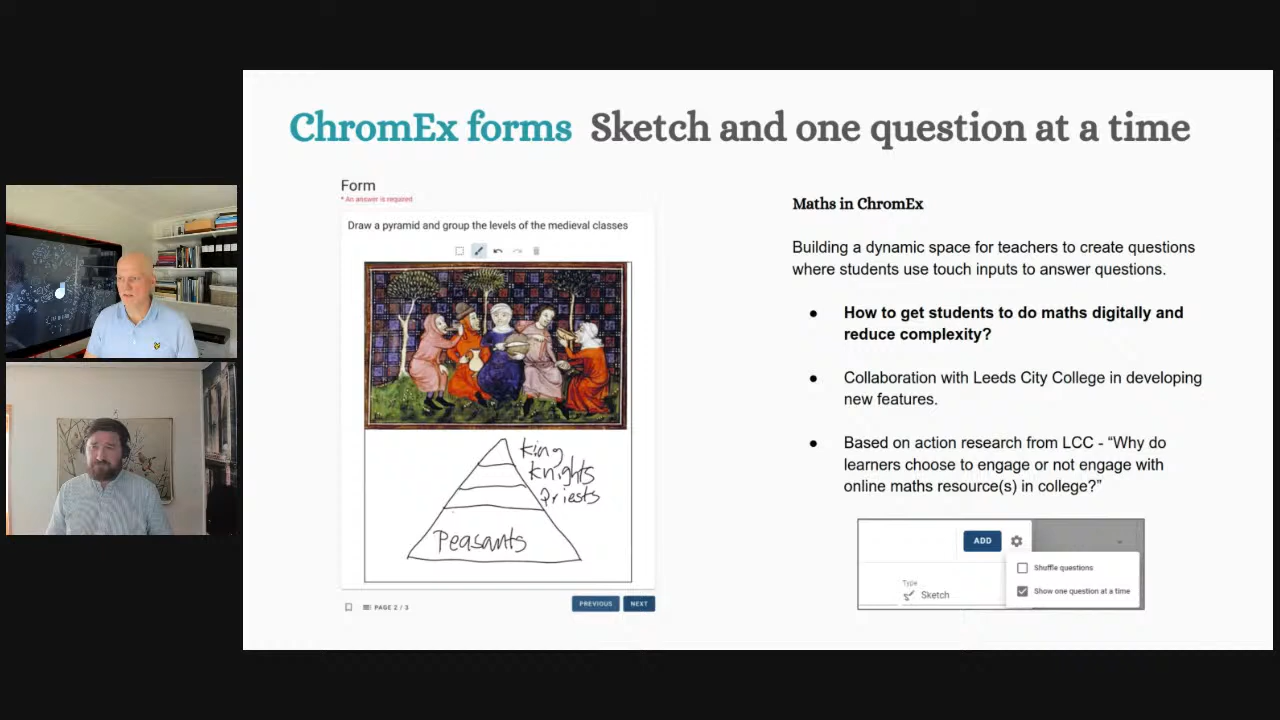 ChromEx forms Sketch and one question at a time
Form
* An answer is required
Draw a pyramid and group the levels of the medieval classes
King
Knights
Priests
Peasants
PAGE 2 / 3
PREVIOUS
NEXT
Maths in ChromEx
Building a dynamic space for teachers to create questions
where students use touch inputs to answer questions.
● How to get students to do maths digitally and
reduce complexity?
● Collaboration with Leeds City College in developing
new features.
● Based on action research from LCC - “Why do
learners choose to engage or not engage with
online maths resource(s) in college?”
ADD
Shuffle questions
Type
Sketch
Show one question at a time